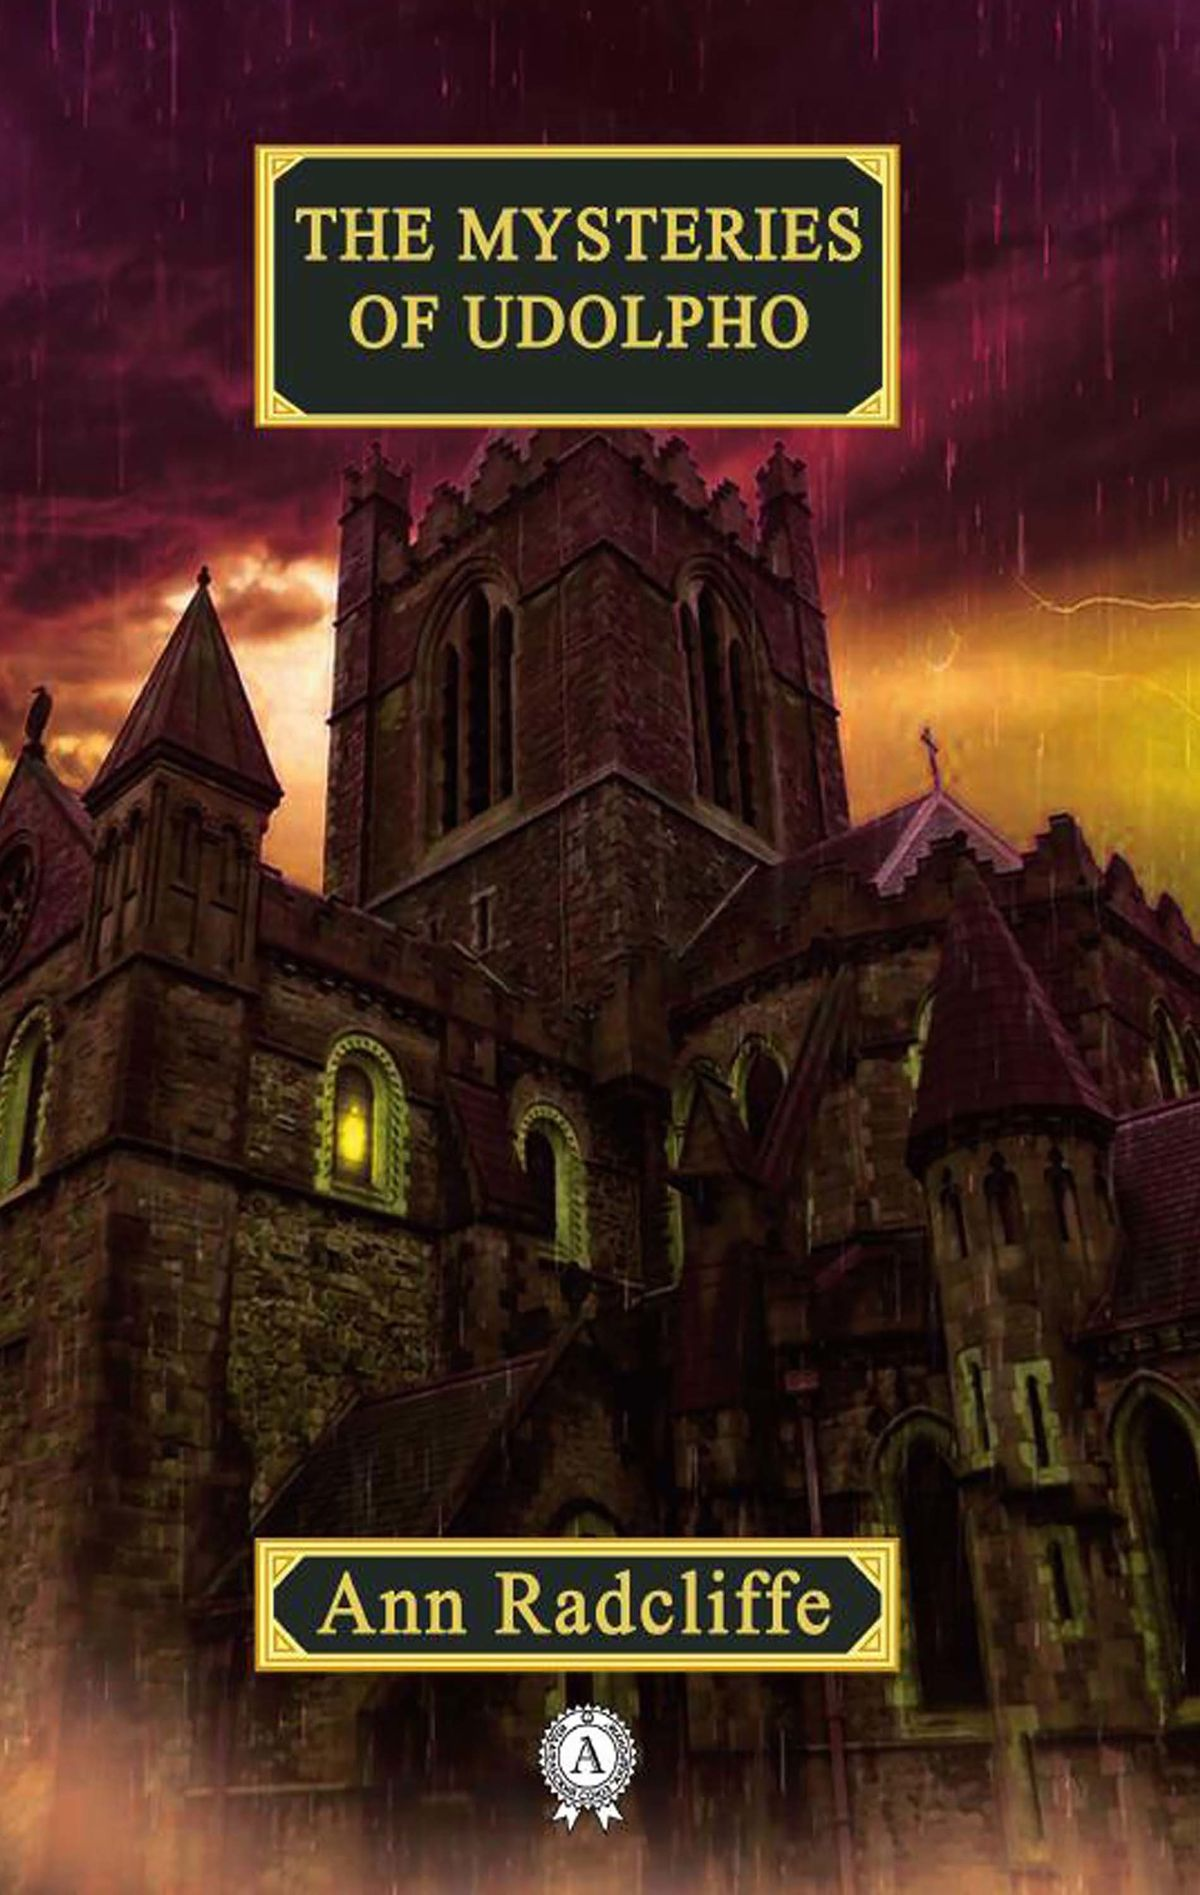 THE MYSTERIES
OF UDOLPHO
Ann Radcliffe
A